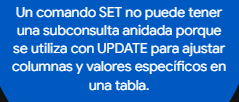 Un comando SET no puede tener
una subconsulta anidada porque
se utiliza con UPDATE para ajustar
columnas y valores específicos en
una tabla.